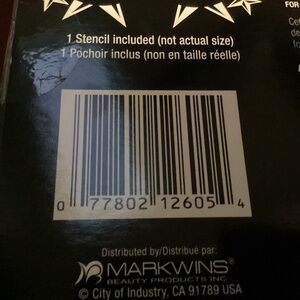 FOR
1 Stencil included (not actual size)
1 Pochoir inclus (non en taille réelle)
0 77802 12605 4
Distributed by/Distribué par:
MARKWINS®
BEAUTY PRODUCTS INC.
© City of Industry, CA 91789 USA